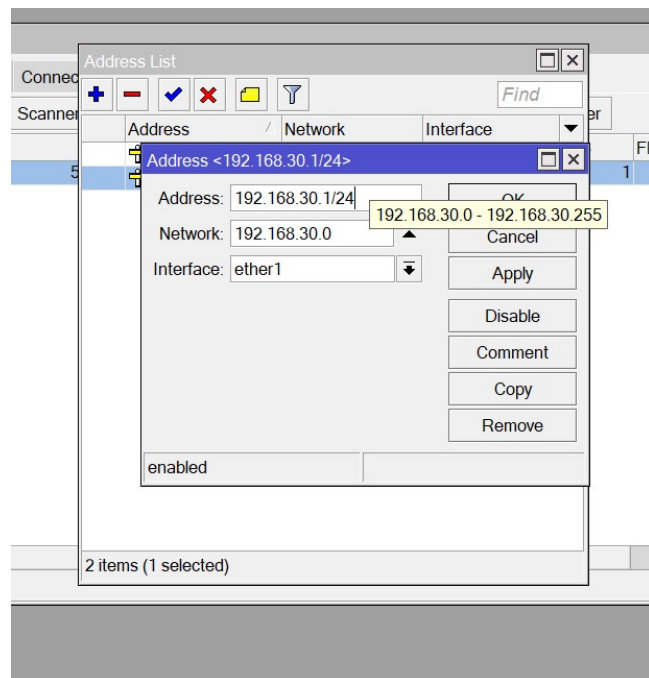 Address List
Connec
Find
Scanner
er
Address Network Interface
Fl
Address <192.168.30.1/24>
5
1
Address: 192.168.30.1/24
OK
192.168.30.0 - 192.168.30.255
Network: 192.168.30.0
Cancel
Interface: ether1
Apply
Disable
Comment
Copy
Remove
enabled
2 items (1 selected)